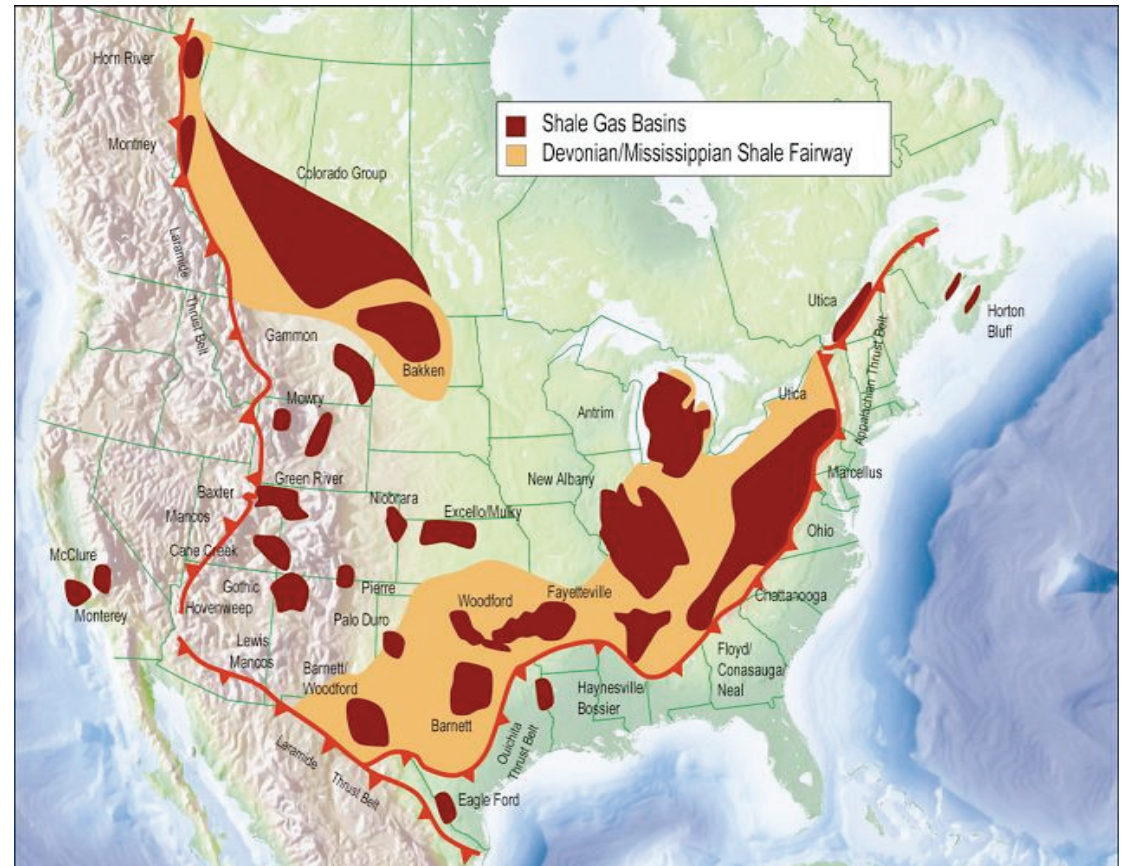 Horn River
Shale Gas Basins
Devonian/Mississippian Shale Fairway
Montney
Colorado Group
Laramide
Thrust Belt
Utica
Horton
Bluff
Gammon
Appalachian Thrust Belt
Bakken
Mowry
Utica
Antrim
Green River
New Albany
Marcellus
Baxter
Niobrara
Mancos
Excello/Mulky
Ohio
Cane Creek
McClure
Gothic
Pierre
Fayetteville
Chattanooga
Hovenweep
Woodford
Monterey
Palo Duro
Lewis
Mancos
Floyd/
Conasauga/
Neal
Barnett/
Woodford
Haynesville/
Bossier
Barnett
Ouichita
Thrust Belt
Laramide
Thrust Belt
Eagle Ford